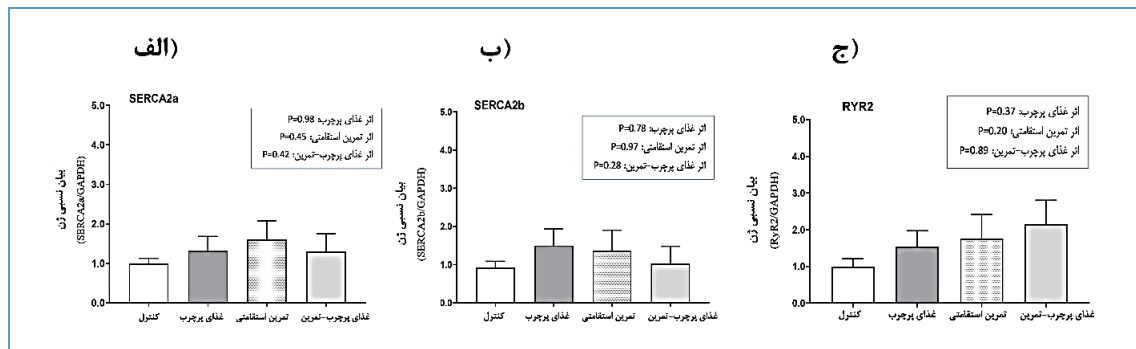 الف)
SERCA2a
اثر غذای پرچرب: P=0.98
اثر تمرین استقامتی: P=0.45
اثر غذای پرچرب-تمرین: P=0.42
بیان نسبی ژن
(SERCA2a/GAPDH)
5.0
4.0
3.0
2.0
1.0
0.0
کنترل
غذای پرچرب
تمرین استقامتی
غذای پرچرب-تمرین
ب)
SERCA2b
اثر غذای پرچرب: P=0.78
اثر تمرین استقامتی: P=0.97
اثر غذای پرچرب-تمرین: P=0.28
بیان نسبی ژن
(SERCA2b/GAPDH)
5.0
4.0
3.0
2.0
1.0
0.0
کنترل
غذای پرچرب
تمرین استقامتی
غذای پرچرب-تمرین
ج)
RYR2
اثر غذای پرچرب: P=0.37
اثر تمرین استقامتی: P=0.20
اثر غذای پرچرب-تمرین: P=0.89
بیان نسبی ژن
(RyR2/GAPDH)
5.0
4.0
3.0
2.0
1.0
0.0
کنترل
غذای پرچرب
تمرین استقامتی
غذای پرچرب-تمرین